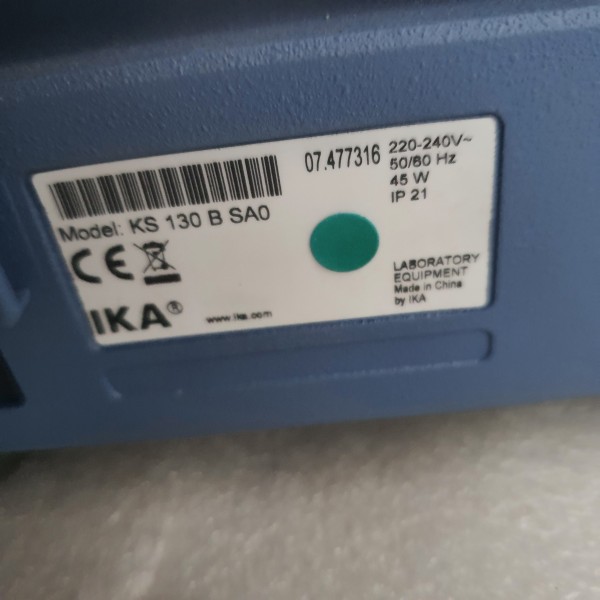 07.477316
220-240V~
50/60 Hz
45 W
IP 21
Model: KS 130 B SA0
CE
LABORATORY
EQUIPMENT
Made in China
by IKA
IKA®
www.ika.com